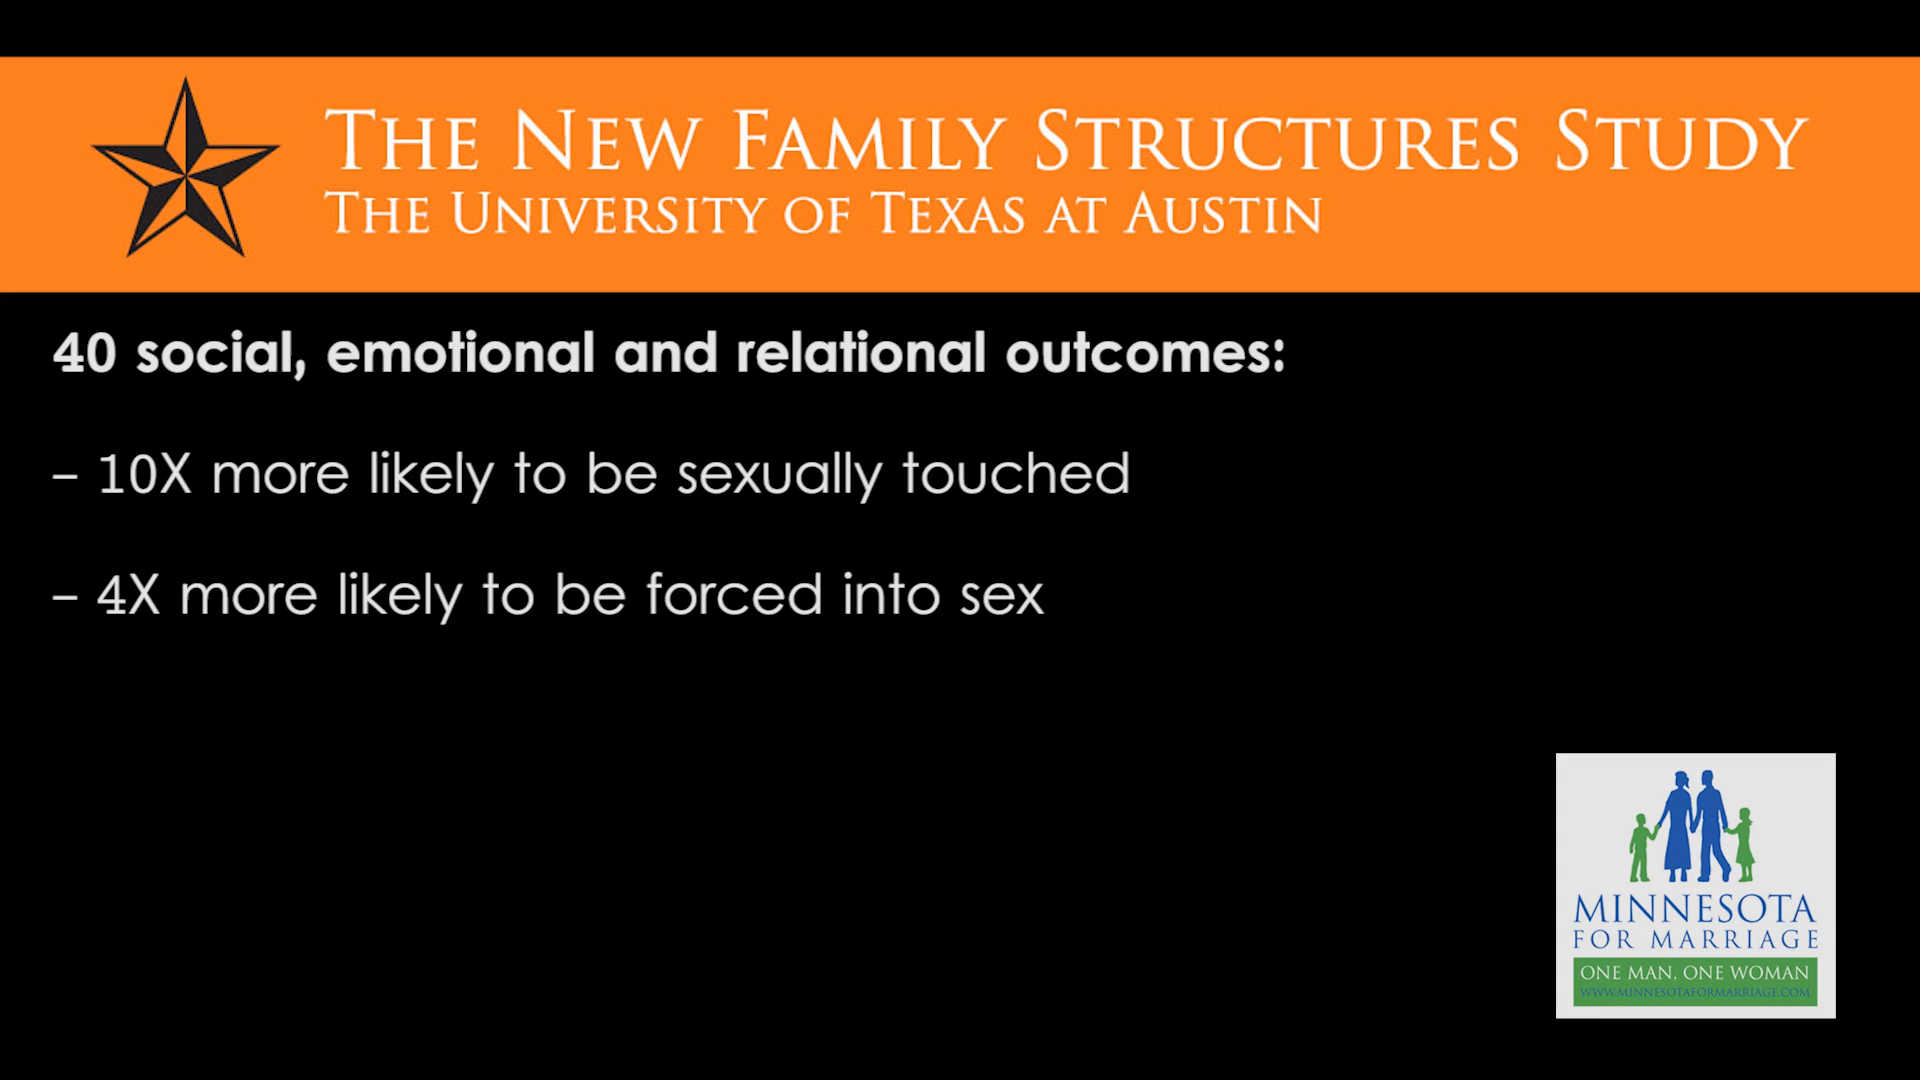 THE NEW FAMILY STRUCTURES STUDY
THE UNIVERSITY OF TEXAS AT AUSTIN
40 social, emotional and relational outcomes:
– 10X more likely to be sexually touched
– 4X more likely to be forced into sex
MINNESOTA
FOR MARRIAGE
ONE MAN, ONE WOMAN
WWW.MINNESOTAFORMARRIAGE.COM